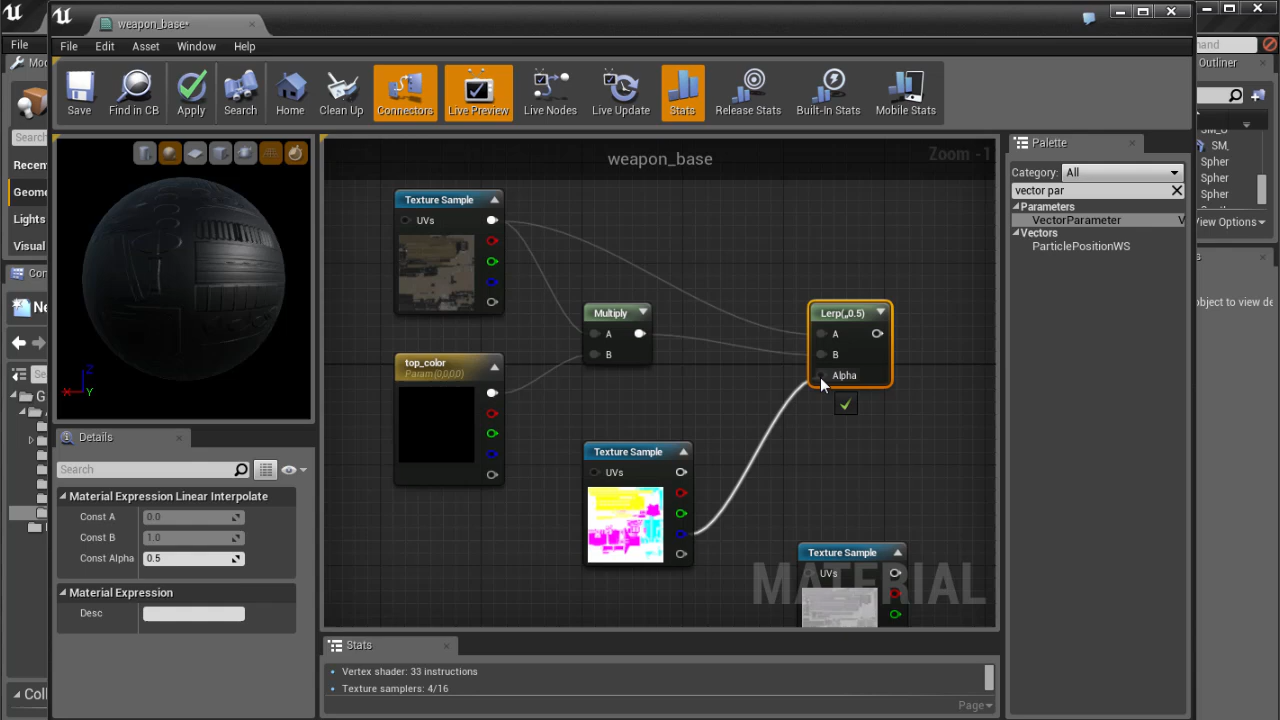 weapon_base*
File
File Edit Asset Window Help
Save Find in CB Apply Search Home Clean Up Connectors Live Preview Live Nodes Live Update Stats Release Stats Built-In Stats Mobile Stats
Outliner
Search
Recen
Geome
Lights
Visual
Con
Ne
Z
X Y
weapon_base
Zoom -1
Texture Sample
UVs
Multiply
A
B
Lerp(,,0.5)
A
B
Alpha
top_color
Param (0,0,0,0)
Texture Sample
UVs
Texture Sample
UVs
MATERIAL
Palette
Category: All
vector par
Parameters
VectorParameter V
Vectors
ParticlePositionWS
SM_
Spher
Spher
Spher
View Options
object to view de
Details
Search
Material Expression Linear Interpolate
Const A 0.0
Const B 1.0
Const Alpha 0.5
Material Expression
Desc
Stats
Vertex shader: 33 instructions
Texture samplers: 4/16
Page
Coll